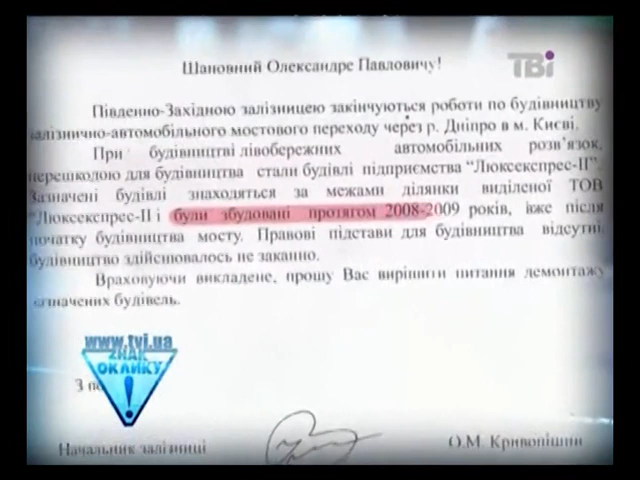 Шановний Олександре Павловичу!
ТВi
Південно-Західною залізницею закінчуються роботи по будівництву
залізнично-автомобільного мостового переходу через р. Дніпро в м. Києві.
При будівництві лівобережних автомобільних розв’язок,
перешкодою для будівництва стали будівлі підприємства “Люксекспрес-ІІ”.
Зазначені будівлі знаходяться за межами ділянки виділеної ТОВ
“Люксекспрес-ІІ і були збудовані протягом 2008-2009 років, вже після
початку будівництва мосту. Правові підстави для будівництва відсутні,
будівництво здійснювалось не законно.
Враховуючи викладене, прошу Вас вирішити питання демонтажу
зазначених будівель.
www.tvi.ua
ЗНАК
ОКЛИКУ
!
З
Начальник залізниці
О.М. Кривопішин